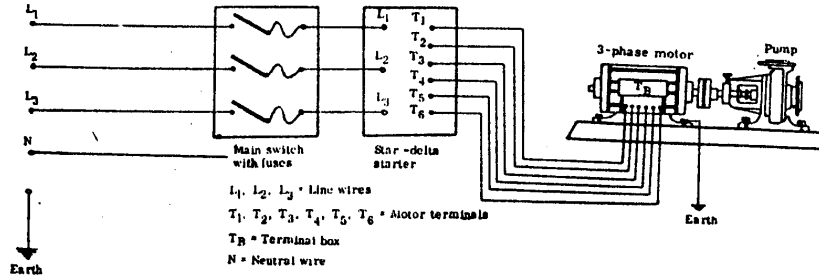 L1
L2
L3
N
Earth
Main switch
with fuses
L1
L2
L3
T1
T2
T3
T4
T5
T6
Star -delta
starter
3-phase motor
Pump
TB
Earth
L1, L2, L3 = Line wires
T1, T2, T3, T4, T5, T6 = Motor terminals
TB = Terminal box
N = Neutral wire